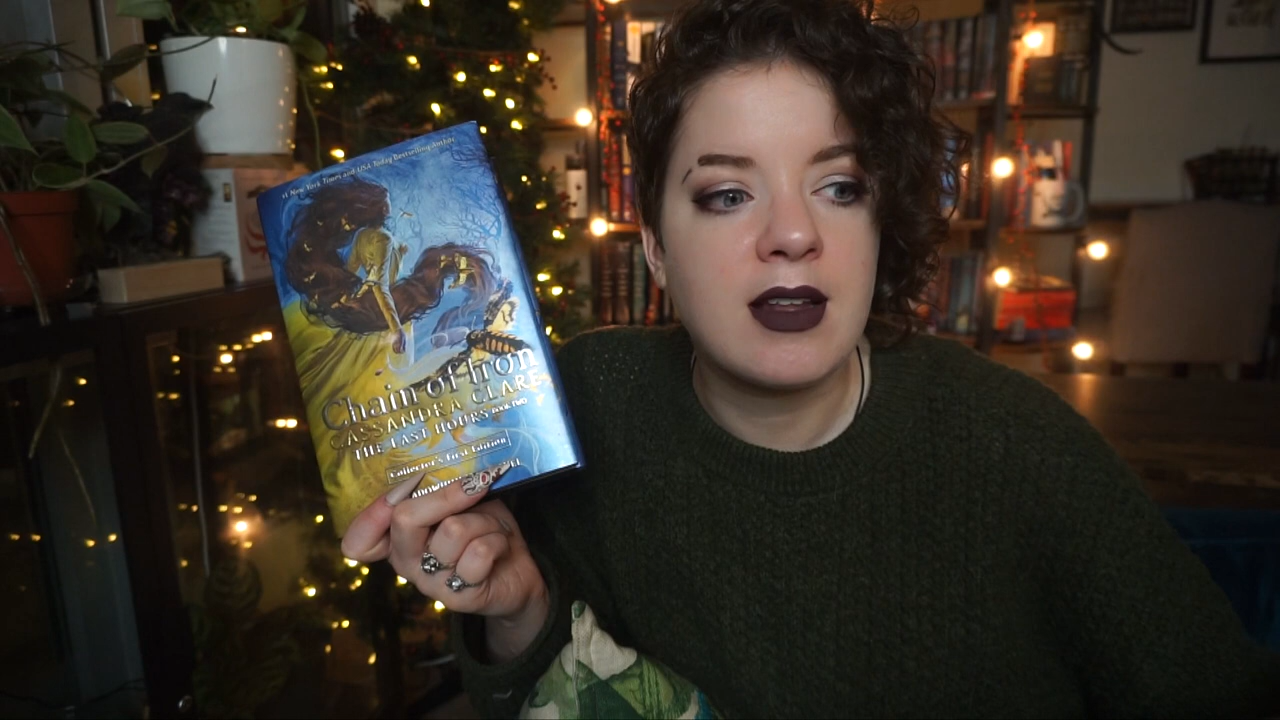 #1 New York Times and USA Today Bestselling Author
Chain of Iron
CASSANDRA CLARE
THE LAST HOURS BOOK TWO
Collector's First Edition